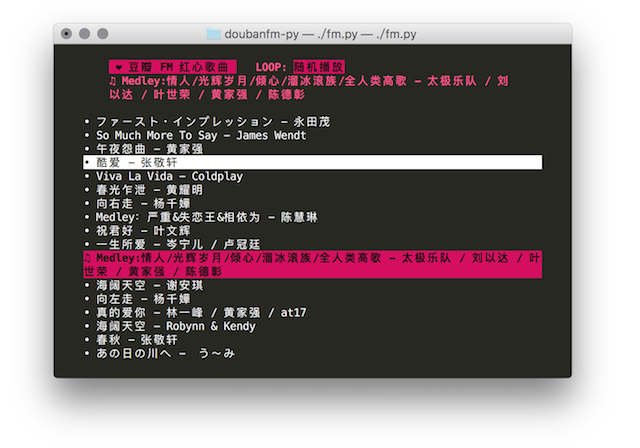 doubanfm-py — ./fm.py — ./fm.py
❤ 豆瓣 FM 红心歌曲 LOOP: 随机播放
♫ Medley:情人/光辉岁月/倾心/溜冰滚族/全人类高歌 - 太极乐队 / 刘
以达 / 叶世荣 / 黄家强 / 陈德彰
• ファースト・インプレッション - 永田茂
• So Much More To Say - James Wendt
• 午夜怨曲 - 黄家强
• 酷爱 - 张敬轩
• Viva La Vida - Coldplay
• 春光乍泄 - 黄耀明
• 向右走 - 杨千嬅
• Medley: 严重&失恋王&相依为 - 陈慧琳
• 祝君好 - 叶文辉
• 一生所爱 - 岑宁儿 / 卢冠廷
♫ Medley:情人/光辉岁月/倾心/溜冰滚族/全人类高歌 - 太极乐队 / 刘以达 / 叶
世荣 / 黄家强 / 陈德彰
• 海阔天空 - 谢安琪
• 向左走 - 杨千嬅
• 真的爱你 - 林一峰 / 黄家强 / at17
• 海阔天空 - Robynn & Kendy
• 春秋 - 张敬轩
• あの日の川へ - う〜み